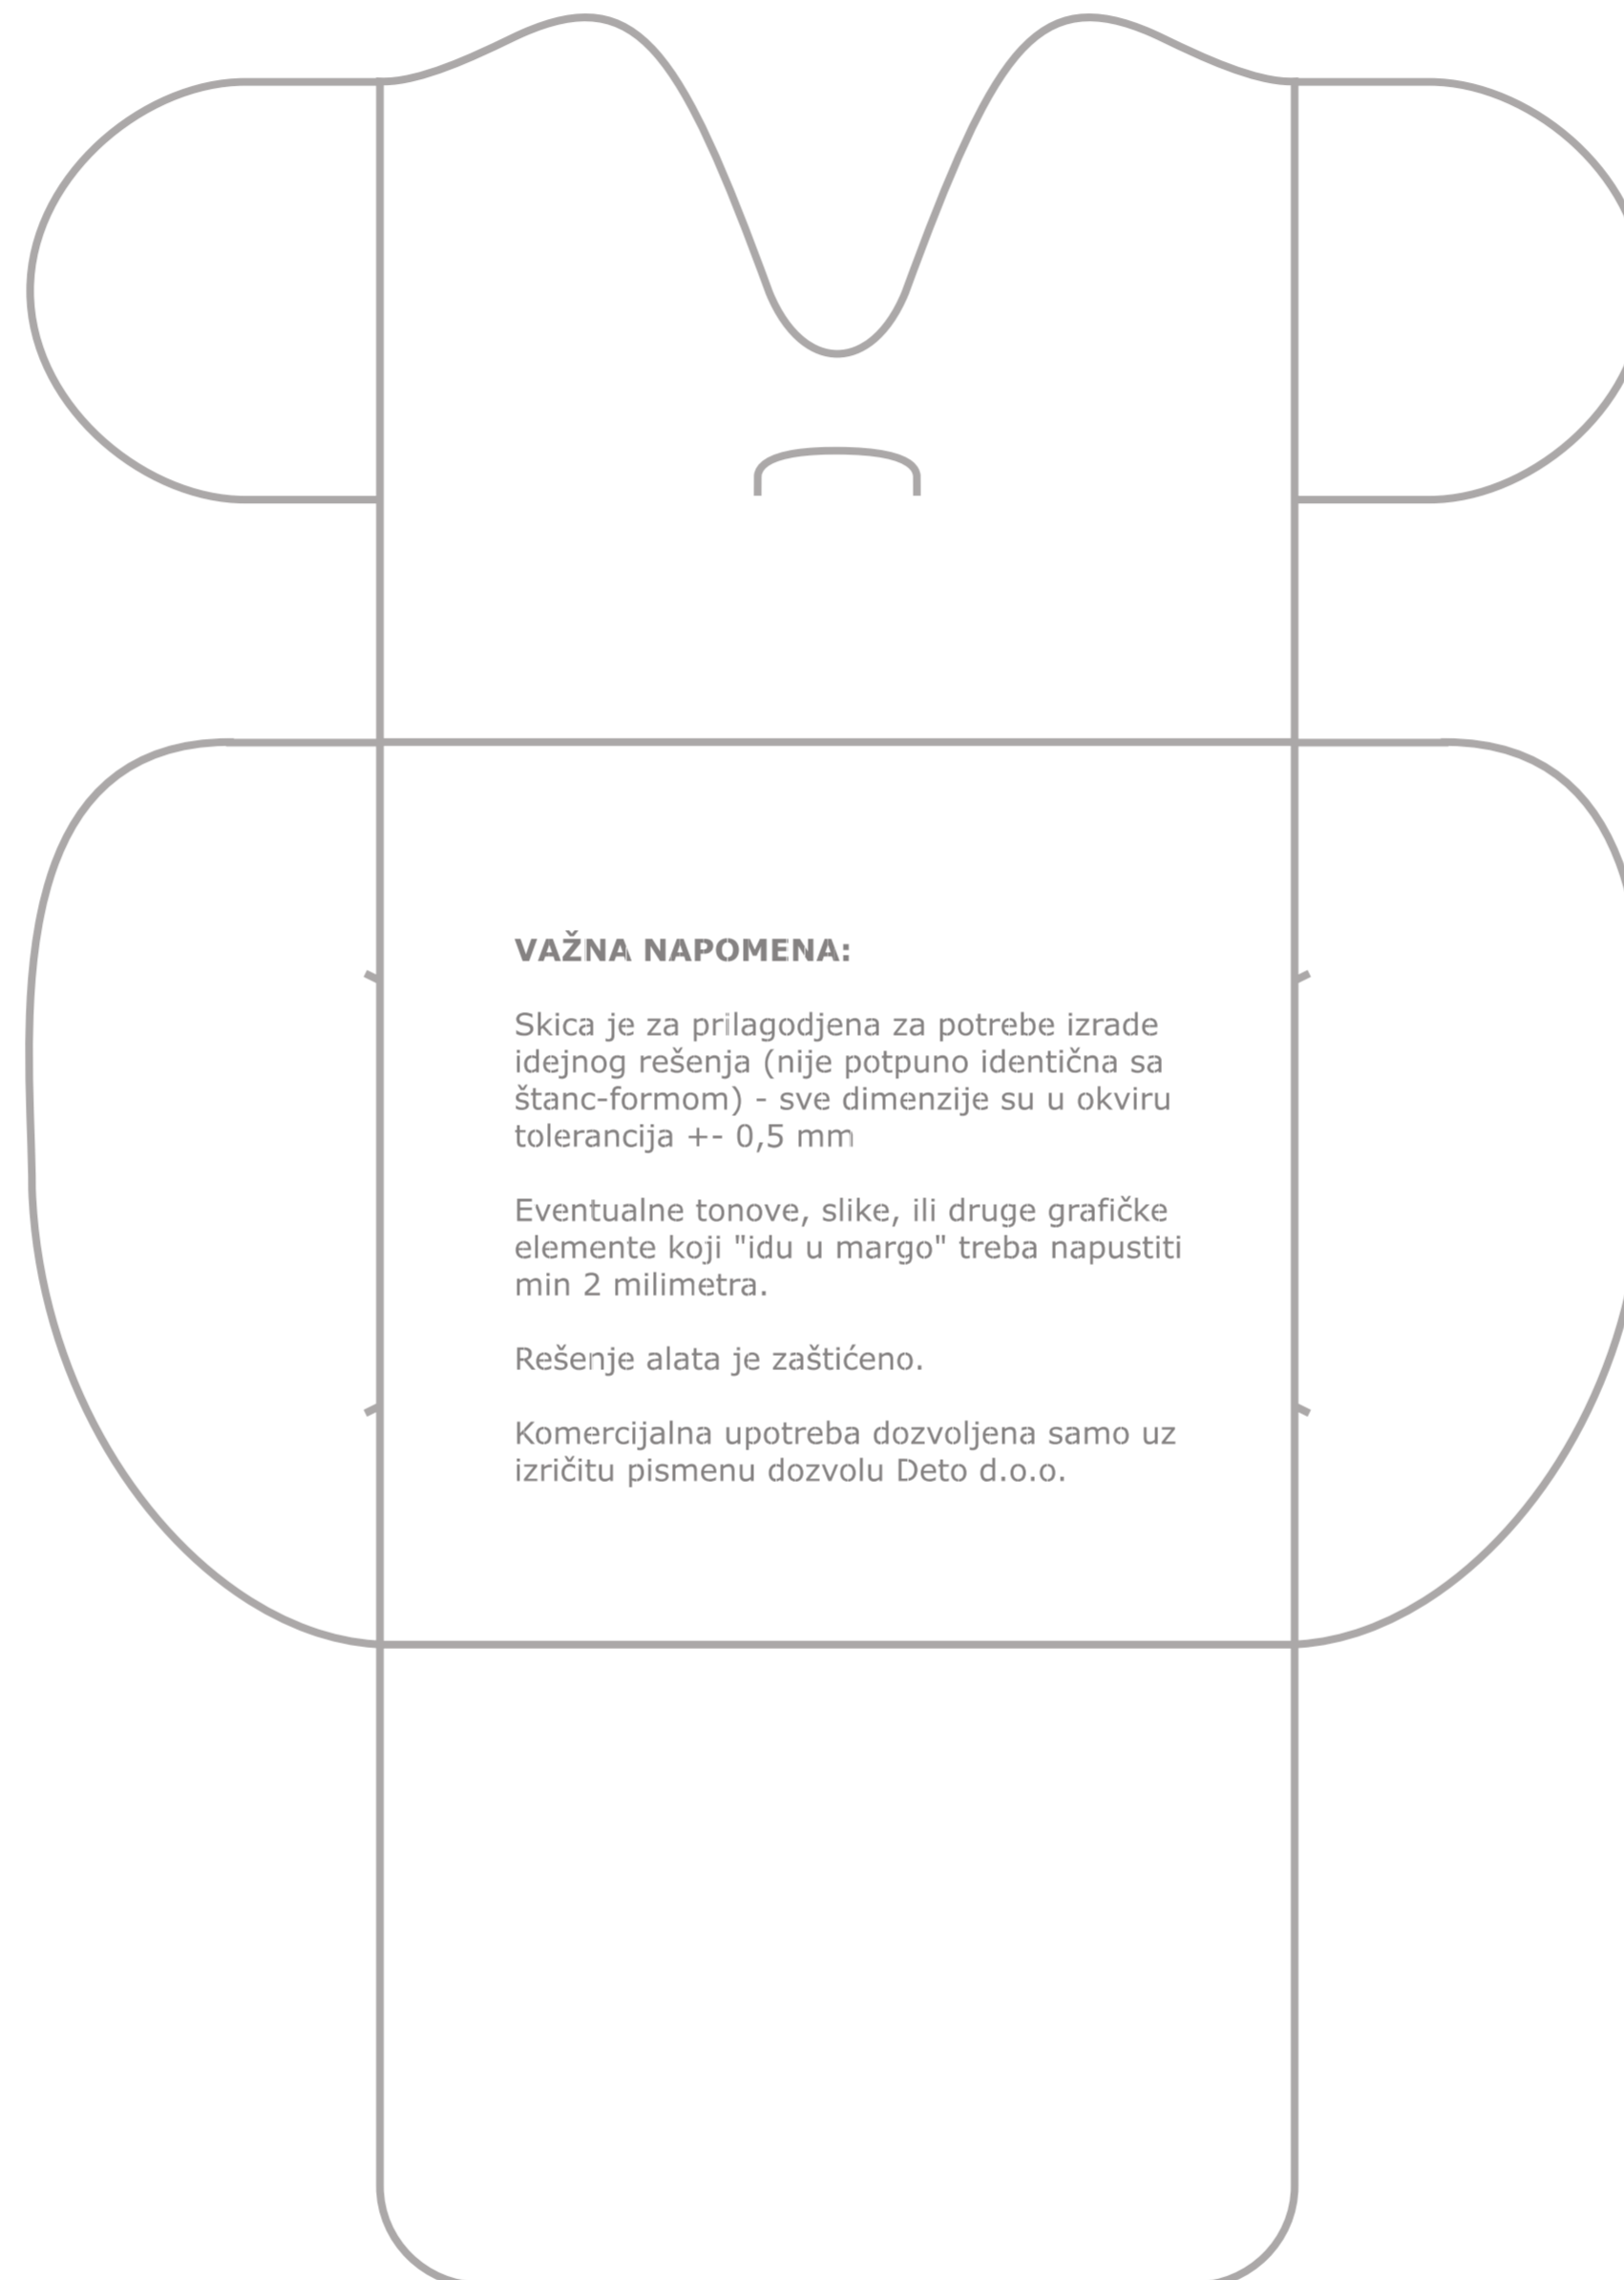 VAŽNA NAPOMENA:
Skica je za prilagodjena za potrebe izrade
idejnog rešenja (nije potpuno identična sa
štanc-formom) - sve dimenzije su u okviru
tolerancija +- 0,5 mm
Eventualne tonove, slike, ili druge grafičke
elemente koji "idu u margo" treba napustiti
min 2 milimetra.
Rešenje alata je zaštićeno.
Komercijalna upotreba dozvoljena samo uz
izričitu pismenu dozvolu Deto d.o.o.